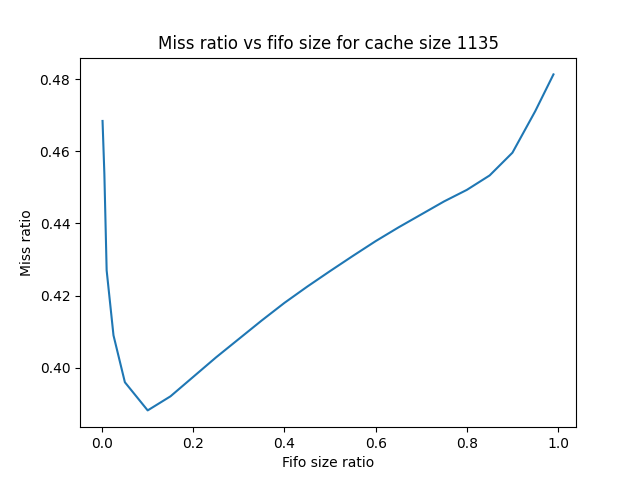 Miss ratio vs fifo size for cache size 1135
0.48
0.46
0.44
0.42
0.40
Miss ratio
0.0 0.2 0.4 0.6 0.8 1.0
Fifo size ratio